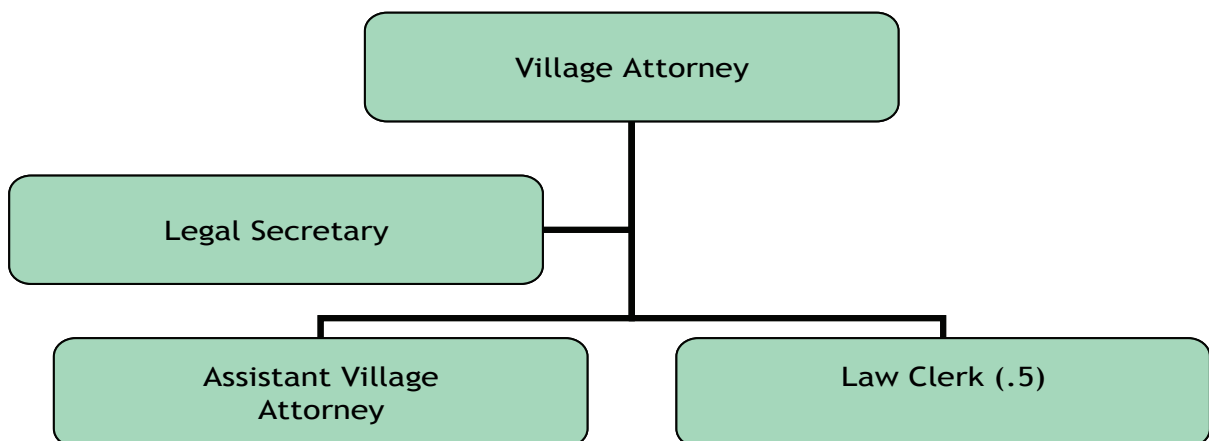 Village Attorney
Legal Secretary
Assistant Village
Attorney
Law Clerk (.5)